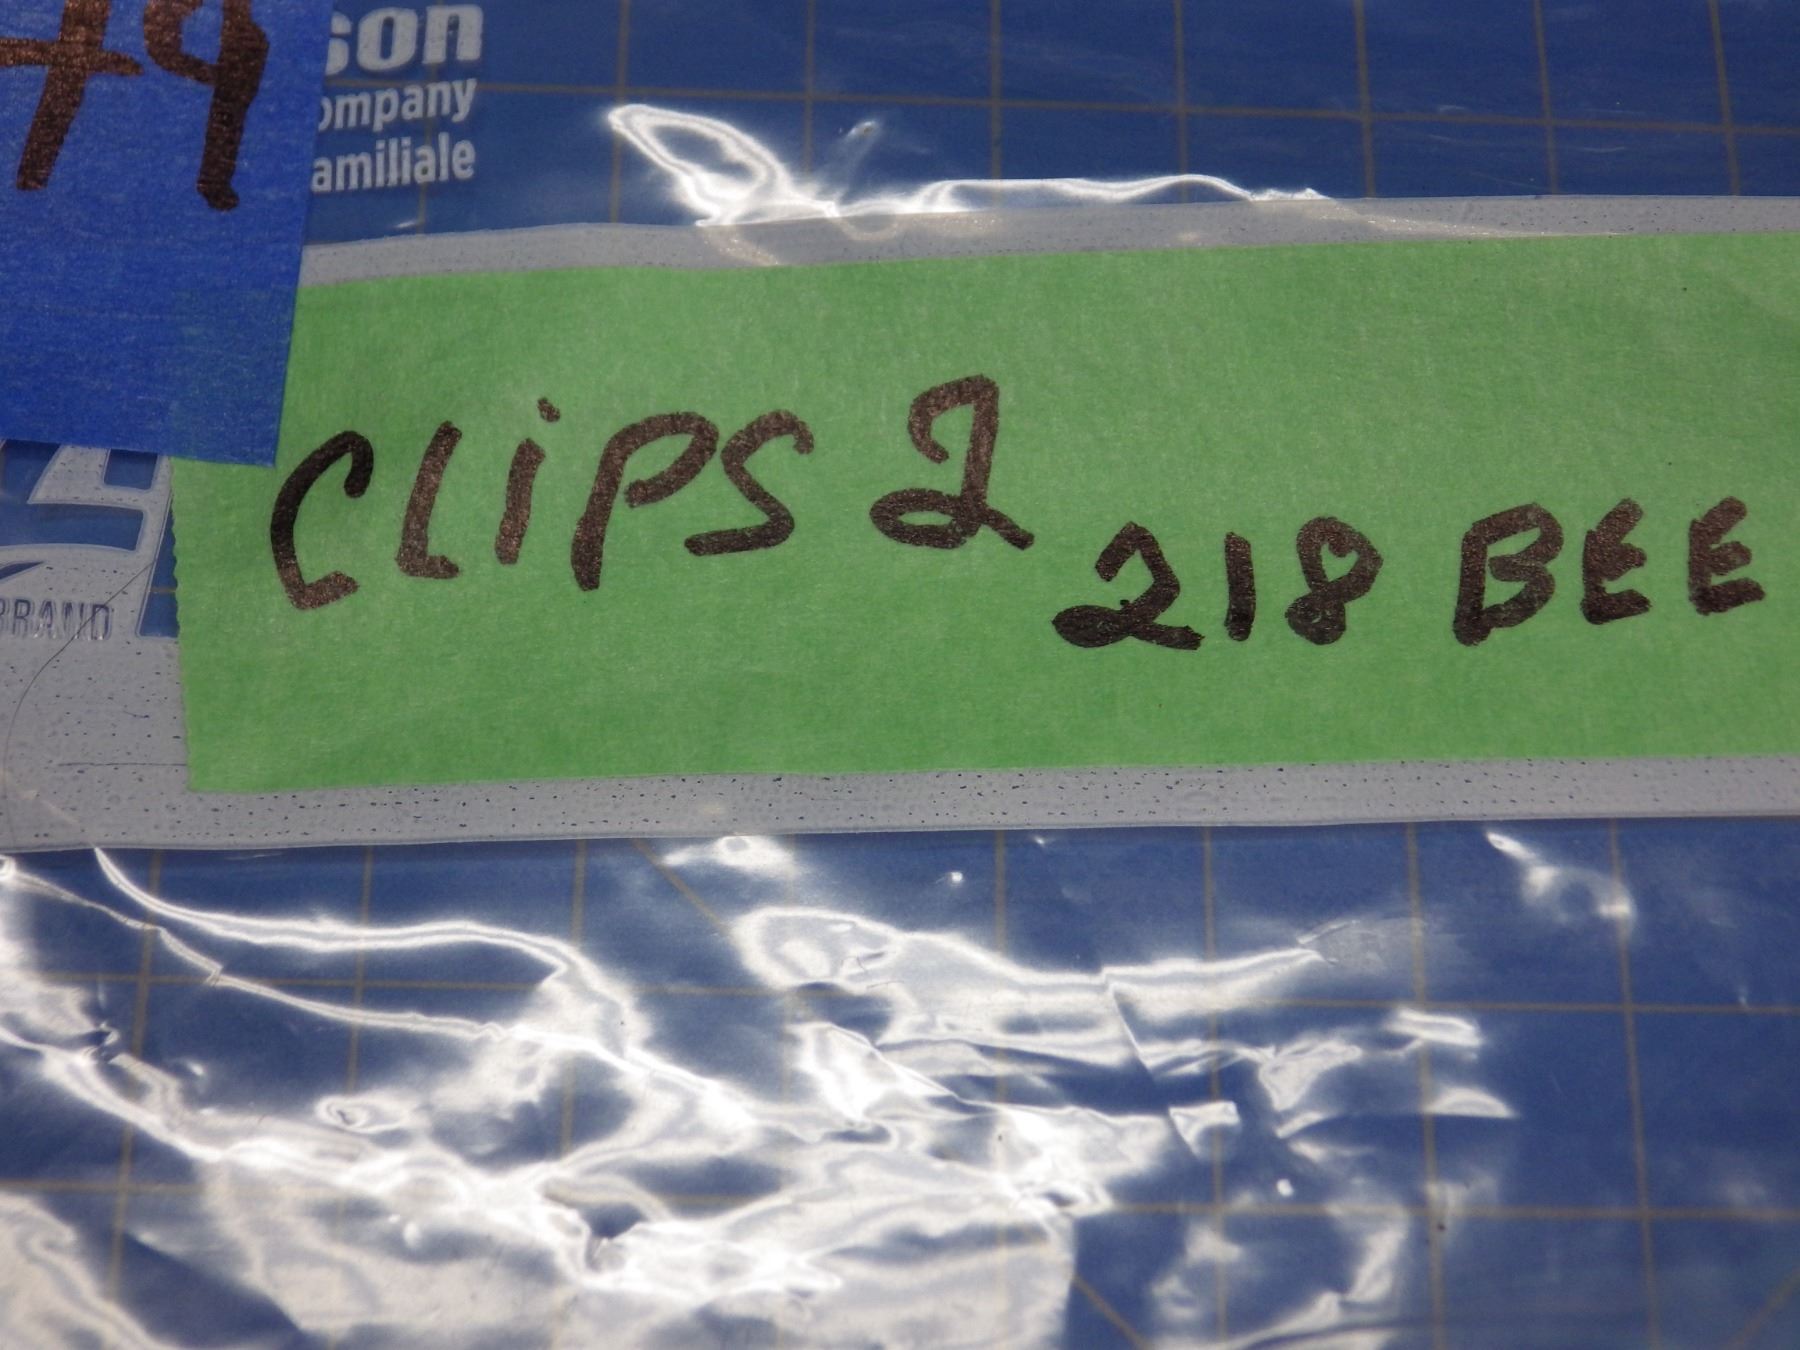 49
son
ompany
amiliale
CLiPS 2
218 BEE
BRAND